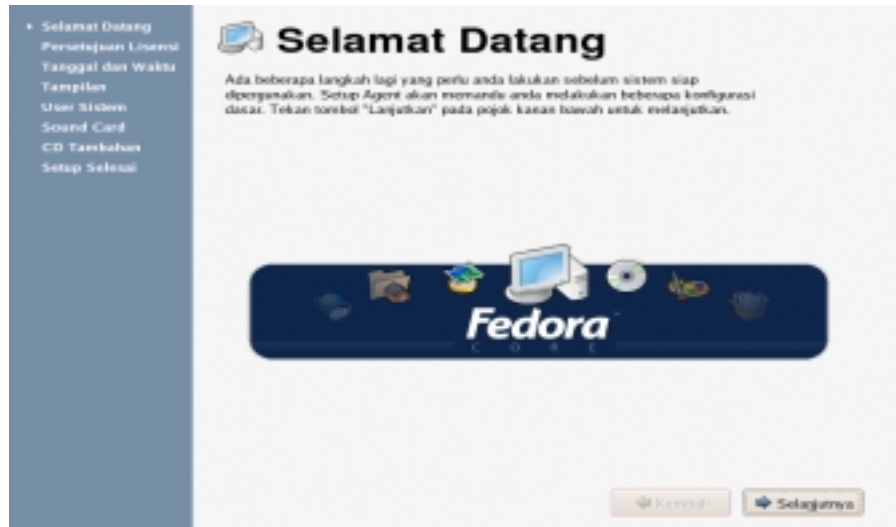 Selamat Datang
Persetujuan Lisensi
Tanggal dan Waktu
Tampilan
User Sistem
Sound Card
CD Tambahan
Setup Selesai
Selamat Datang
Ada beberapa langkah lagi yang perlu anda lakukan sebelum sistem siap
dipergunakan. Setup Agent akan memandu anda melakukan beberapa konfigurasi
dasar. Tekan tombol "Lanjutkan" pada pojok kanan bawah untuk melanjutkan.
Fedora™
CORE
Kembali
Selanjutnya